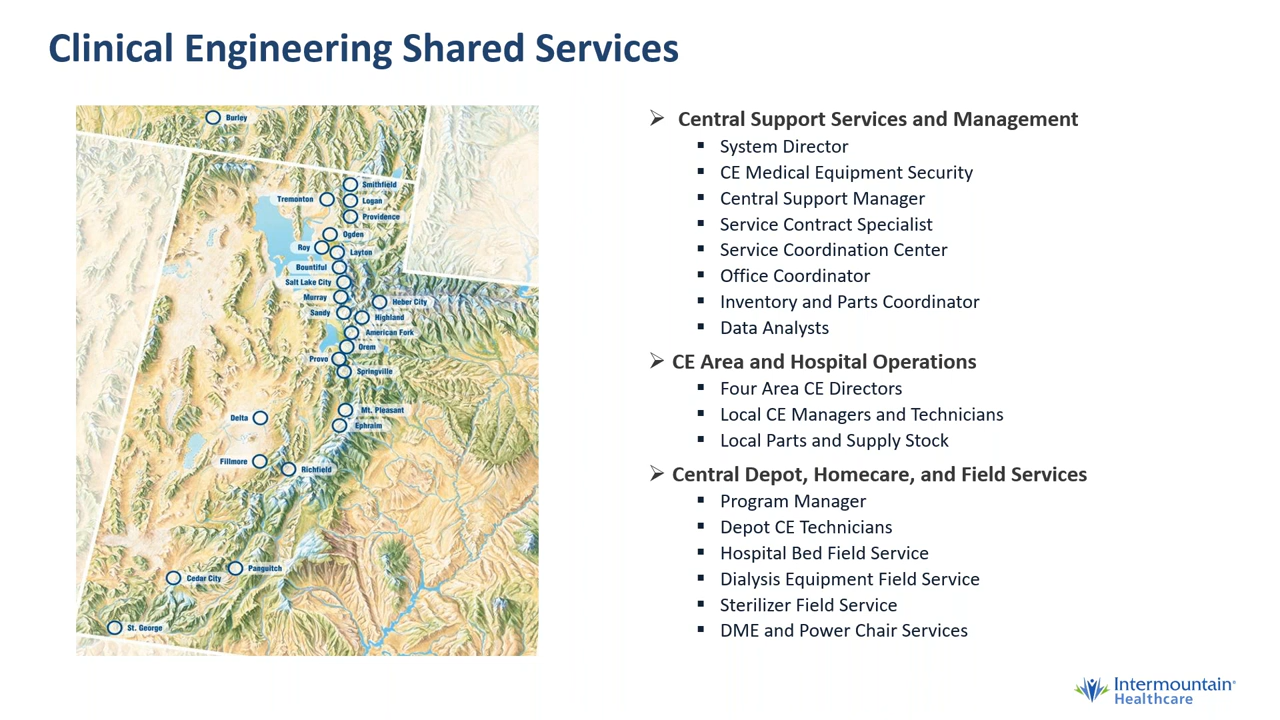 Clinical Engineering Shared Services
Burley
Smithfield
Tremonton
Logan
Providence
Ogden
Roy
Layton
Bountiful
Salt Lake City
Murray
Heber City
Sandy
Highland
American Fork
Orem
Provo
Springville
Mt. Pleasant
Delta
Ephraim
Fillmore
Richfield
Panguitch
Cedar City
St. George
Central Support Services and Management
System Director
CE Medical Equipment Security
Central Support Manager
Service Contract Specialist
Service Coordination Center
Office Coordinator
Inventory and Parts Coordinator
Data Analysts
CE Area and Hospital Operations
Four Area CE Directors
Local CE Managers and Technicians
Local Parts and Supply Stock
Central Depot, Homecare, and Field Services
Program Manager
Depot CE Technicians
Hospital Bed Field Service
Dialysis Equipment Field Service
Sterilizer Field Service
DME and Power Chair Services
Intermountain®
Healthcare